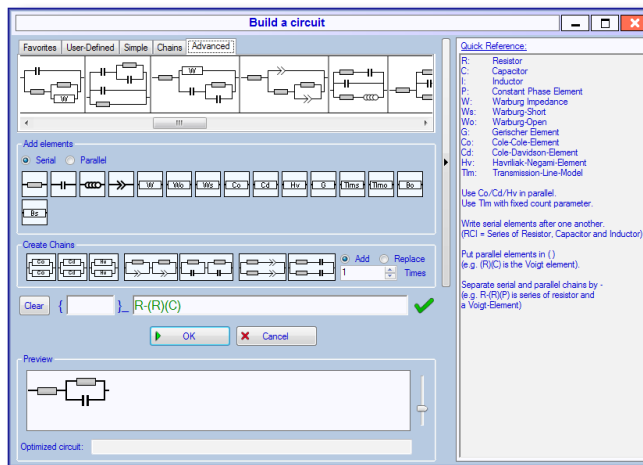 Build a circuit
Favorites User-Defined Simple Chains Advanced
W
W
Add elements
Serial Parallel
W Wo Ws Co Cd Hv G Tlms Tlmo Bo
Bs
Create Chains
Co Cd Hv
Co Cd Hv
Add Replace
1 Times
Clear { }_ R-(R)(C)
OK Cancel
Preview
Optimized circuit:
Quick Reference:
R: Resistor
C: Capacitor
I: Inductor
P: Constant Phase Element
W: Warburg Impedance
Ws: Warburg-Short
Wo: Warburg-Open
G: Gerischer Element
Co: Cole-Cole-Element
Cd: Cole-Davidson-Element
Hv: Havriliak-Negami-Element
Tlm: Transmission-Line-Model
Use Co/Cd/Hv in parallel.
Use Tlm with fixed count parameter.
Write serial elements after one another.
(RCI = Series of Resistor, Capacitor and Inductor)
Put parallel elements in ( )
(e.g. (R)(C) is the Voigt element).
Separate serial and parallel chains by -
(e.g. R-(R)(P) is series of resistor and
a Voigt-Element)